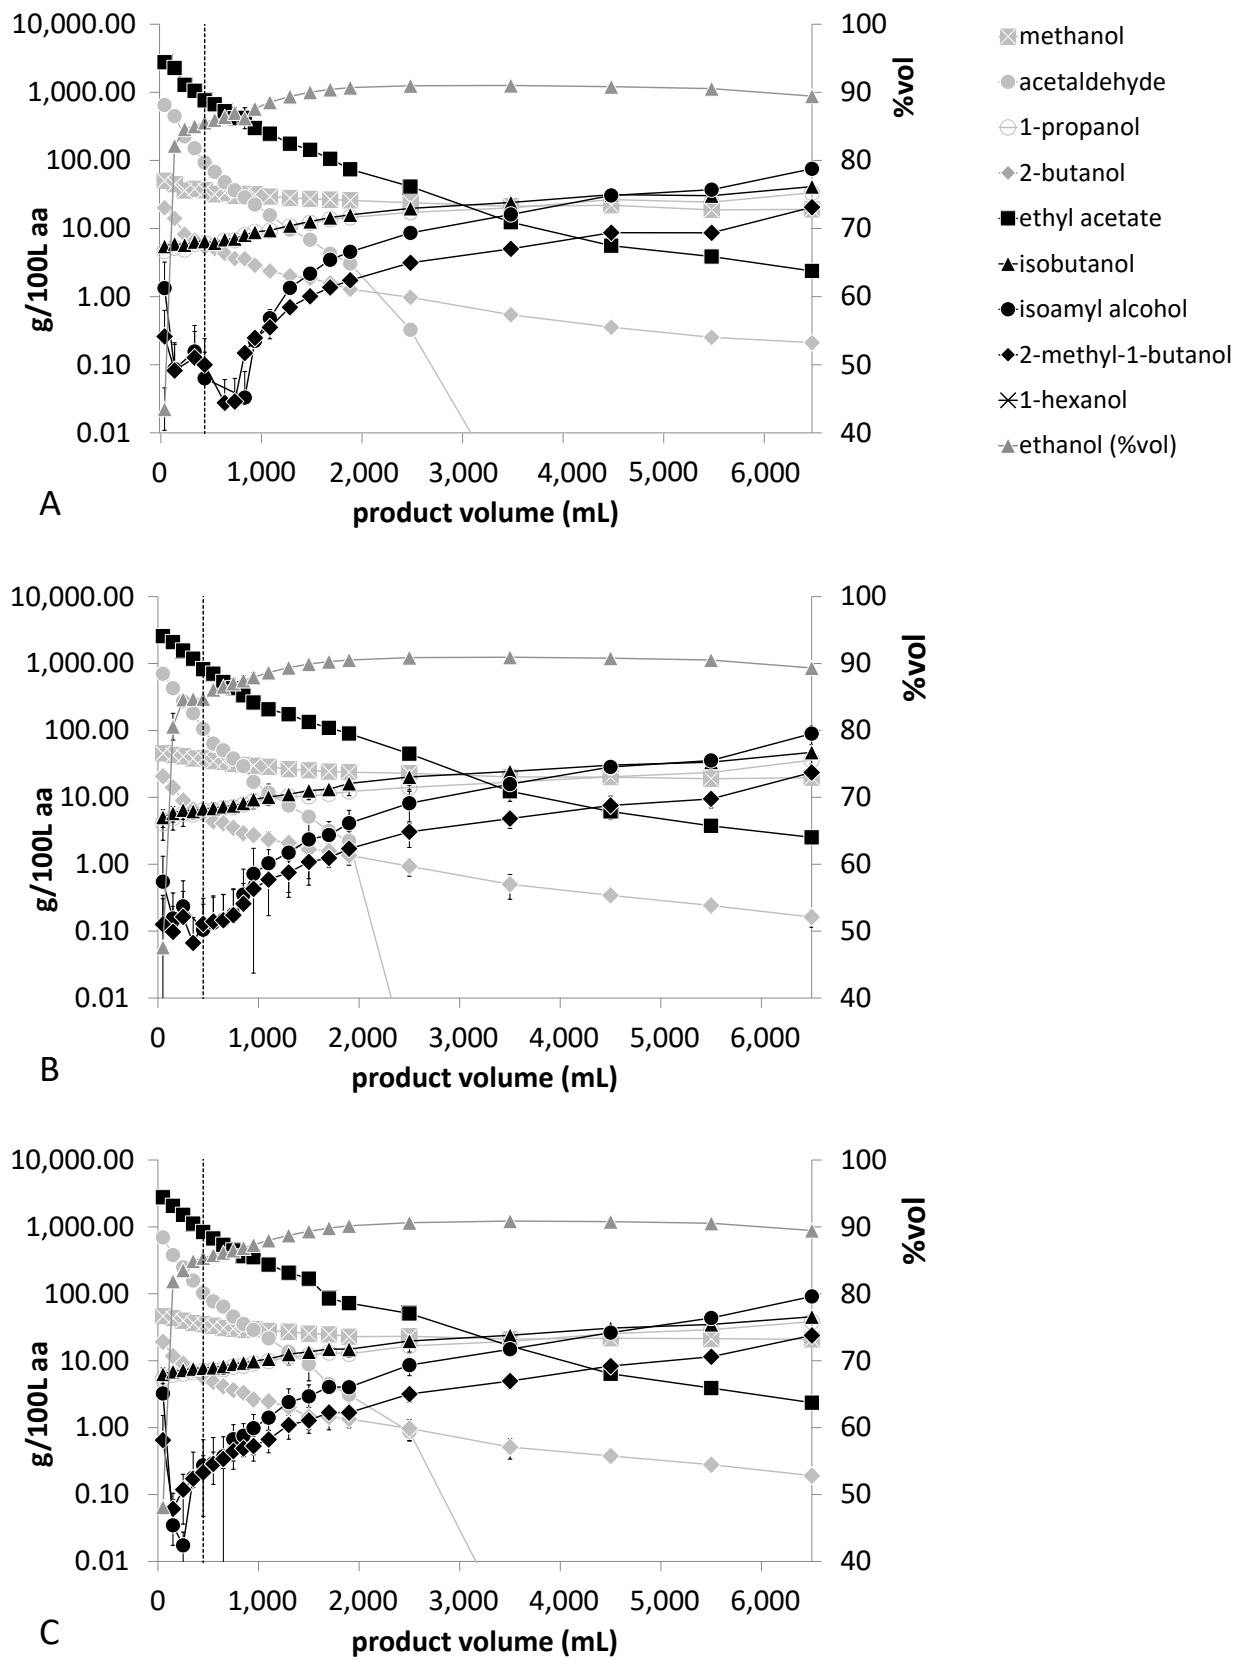 10,000.00
1,000.00
100.00
10.00
1.00
0.10
0.01
g/100L aa
100
90
80
70
60
50
40
%vol
0 1,000 2,000 3,000 4,000 5,000 6,000
product volume (mL)
A
methanol
acetaldehyde
1-propanol
2-butanol
ethyl acetate
isobutanol
isoamyl alcohol
2-methyl-1-butanol
1-hexanol
ethanol (%vol)
10,000.00
1,000.00
100.00
10.00
1.00
0.10
0.01
g/100L aa
100
90
80
70
60
50
40
%vol
0 1,000 2,000 3,000 4,000 5,000 6,000
product volume (mL)
B
10,000.00
1,000.00
100.00
10.00
1.00
0.10
0.01
g/100L aa
100
90
80
70
60
50
40
%vol
0 1,000 2,000 3,000 4,000 5,000 6,000
product volume (mL)
C